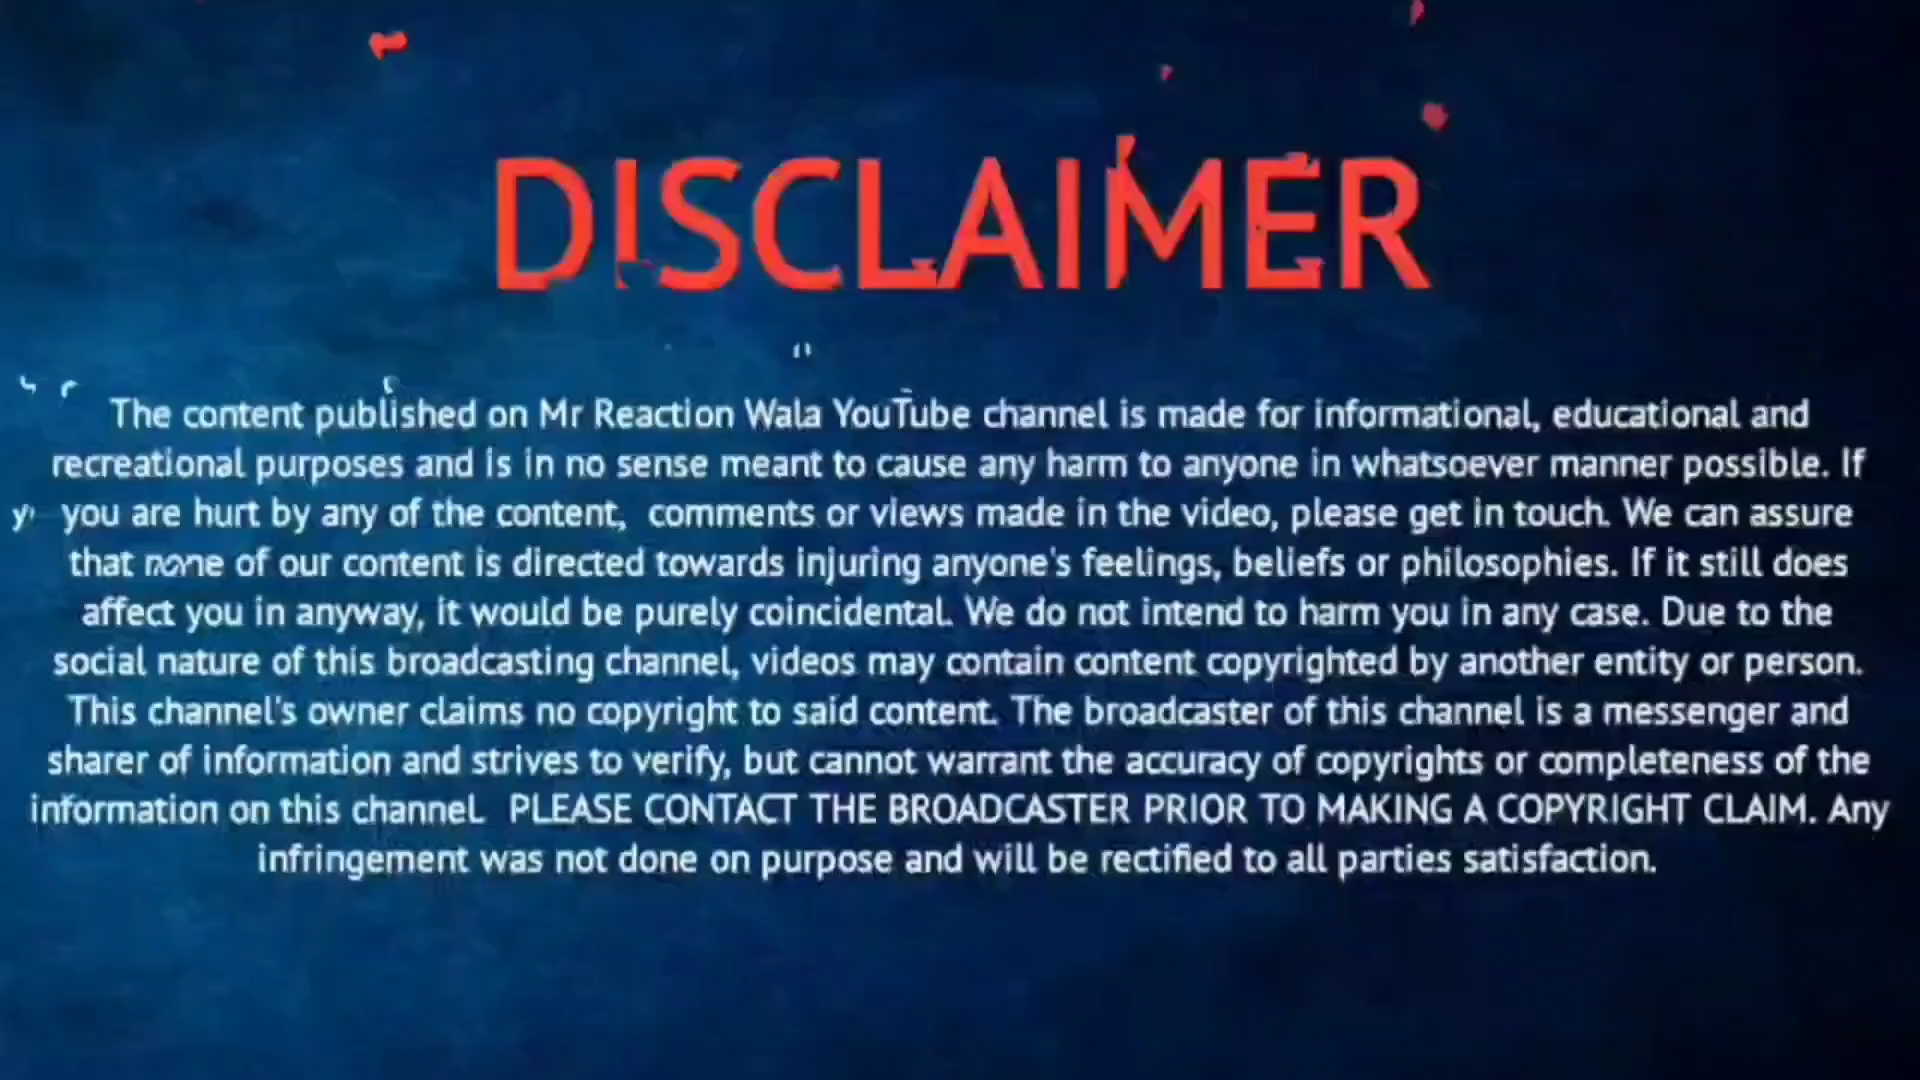 DISCLAIMER
The content published on Mr Reaction Wala YouTube channel is made for informational, educational and
recreational purposes and is in no sense meant to cause any harm to anyone in whatsoever manner possible. If
you are hurt by any of the content, comments or views made in the video, please get in touch. We can assure
that none of our content is directed towards injuring anyone's feelings, beliefs or philosophies. If it still does
affect you in anyway, it would be purely coincidental. We do not intend to harm you in any case. Due to the
social nature of this broadcasting channel, videos may contain content copyrighted by another entity or person.
This channel's owner claims no copyright to said content. The broadcaster of this channel is a messenger and
sharer of information and strives to verify, but cannot warrant the accuracy of copyrights or completeness of the
information on this channel. PLEASE CONTACT THE BROADCASTER PRIOR TO MAKING A COPYRIGHT CLAIM. Any
infringement was not done on purpose and will be rectified to all parties satisfaction.